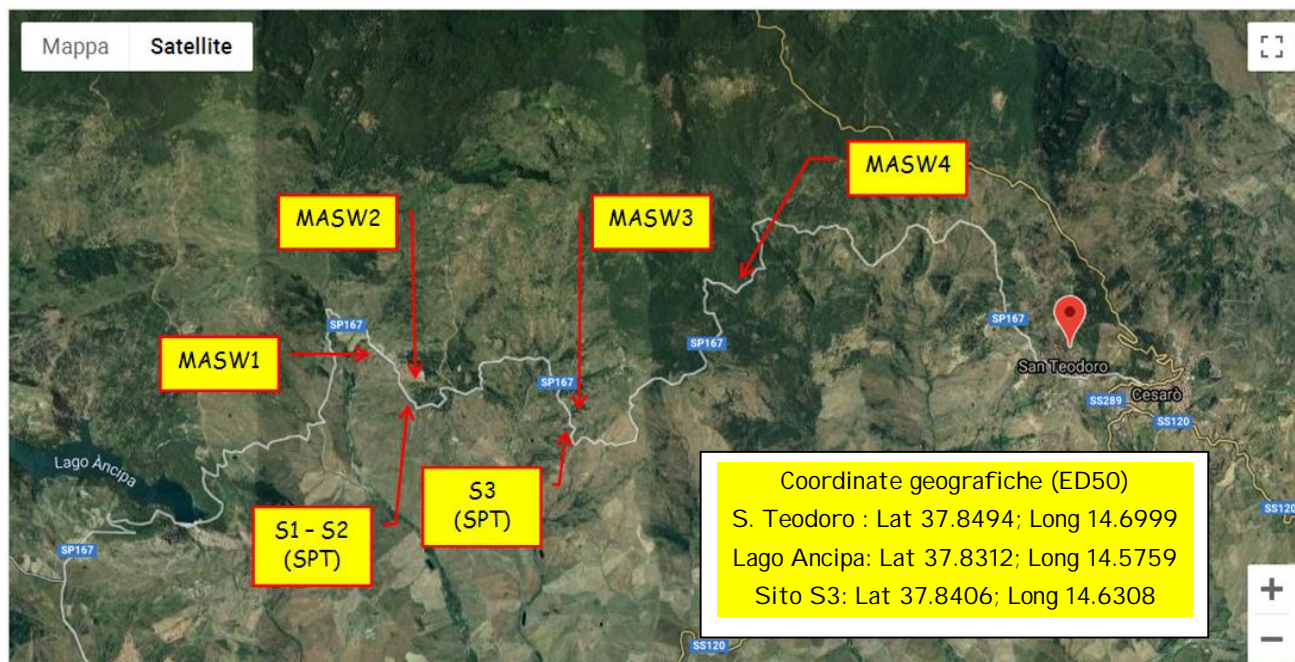 Mappa
Satellite
MASW4
MASW2
MASW3
SP167
SP167
SP167
MASW1
SP167
San Teodoro
Cesarò
SS289
SS120
Lago Àncipa
S3
(SPT)
S1 - S2
(SPT)
Coordinate geografiche (ED50)
S. Teodoro : Lat 37.8494; Long 14.6999
Lago Ancipa: Lat 37.8312; Long 14.5759
Sito S3: Lat 37.8406; Long 14.6308
SS120
SP167
SS120